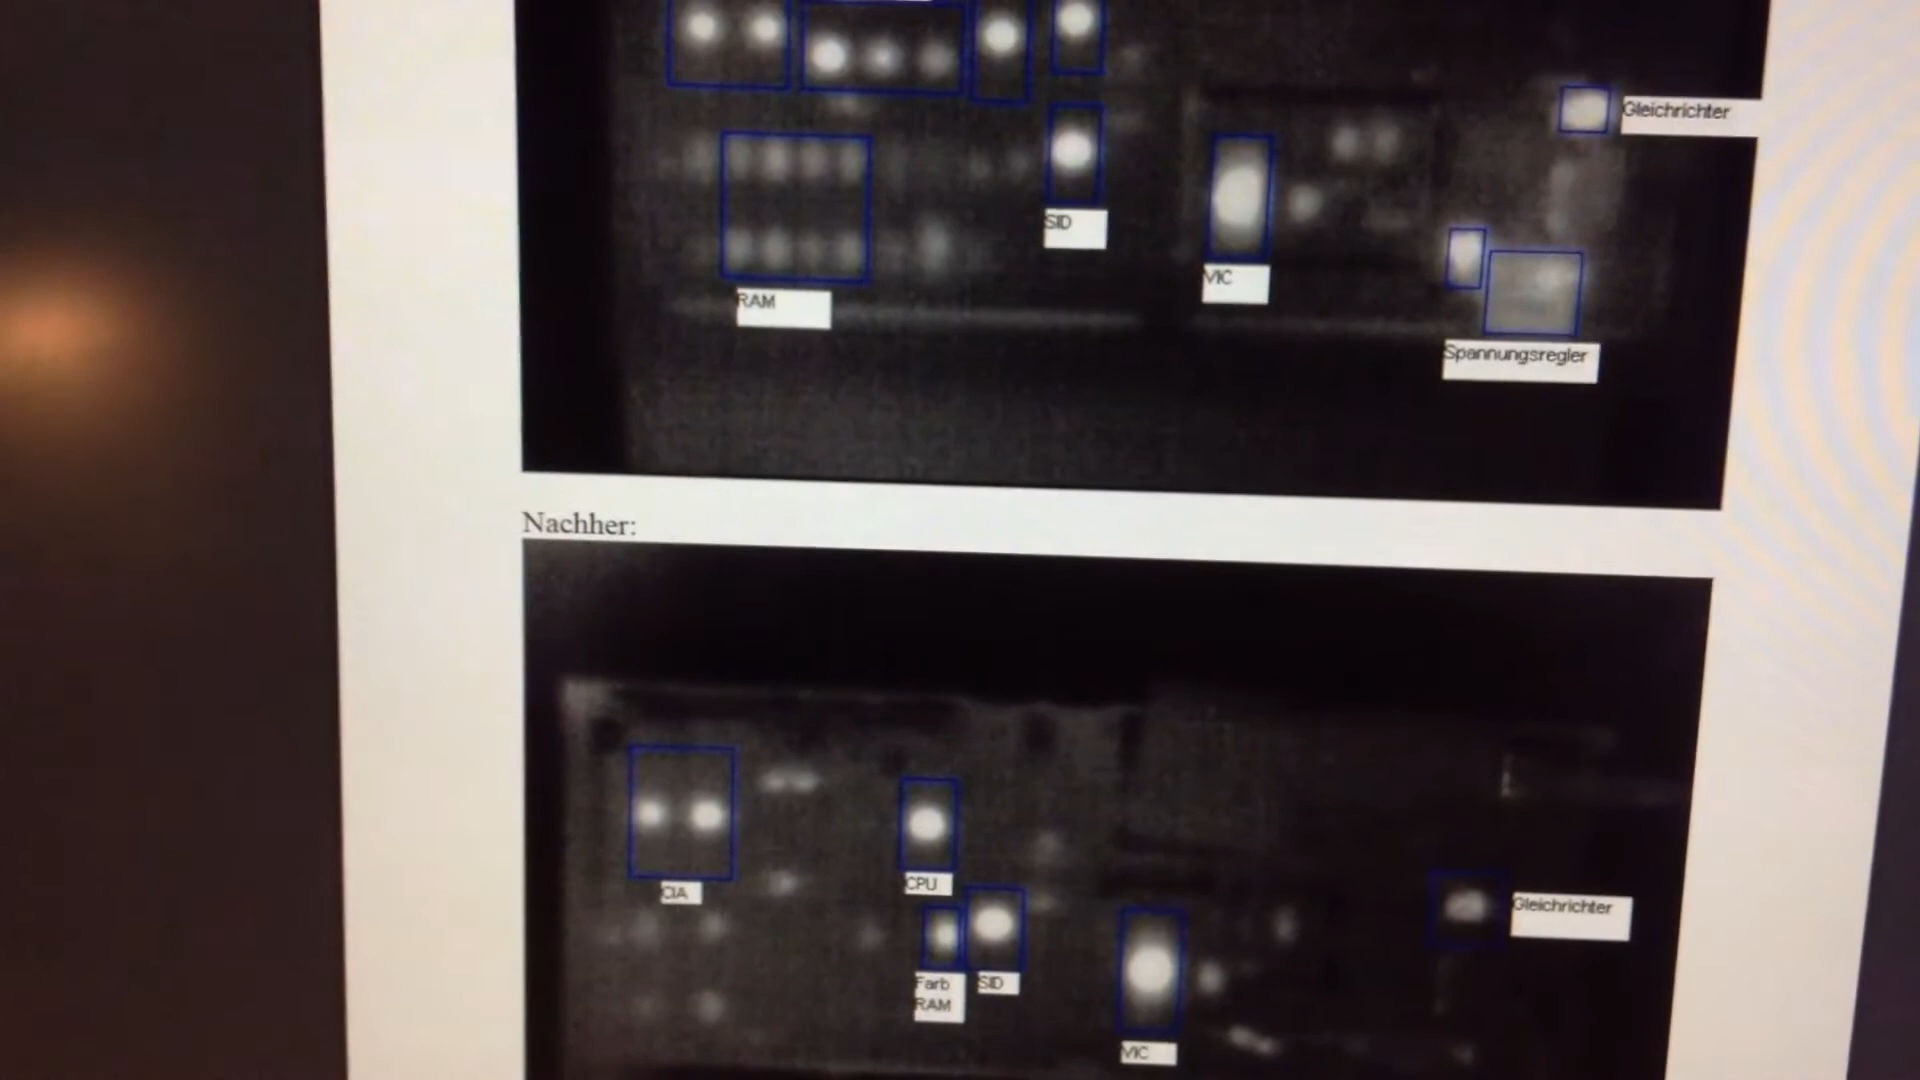 Gleichrichter
SID
VIC
RAM
Spannungsregler
Nachher:
CIA
CPU
Gleichrichter
Farb
RAM
SID
VIC